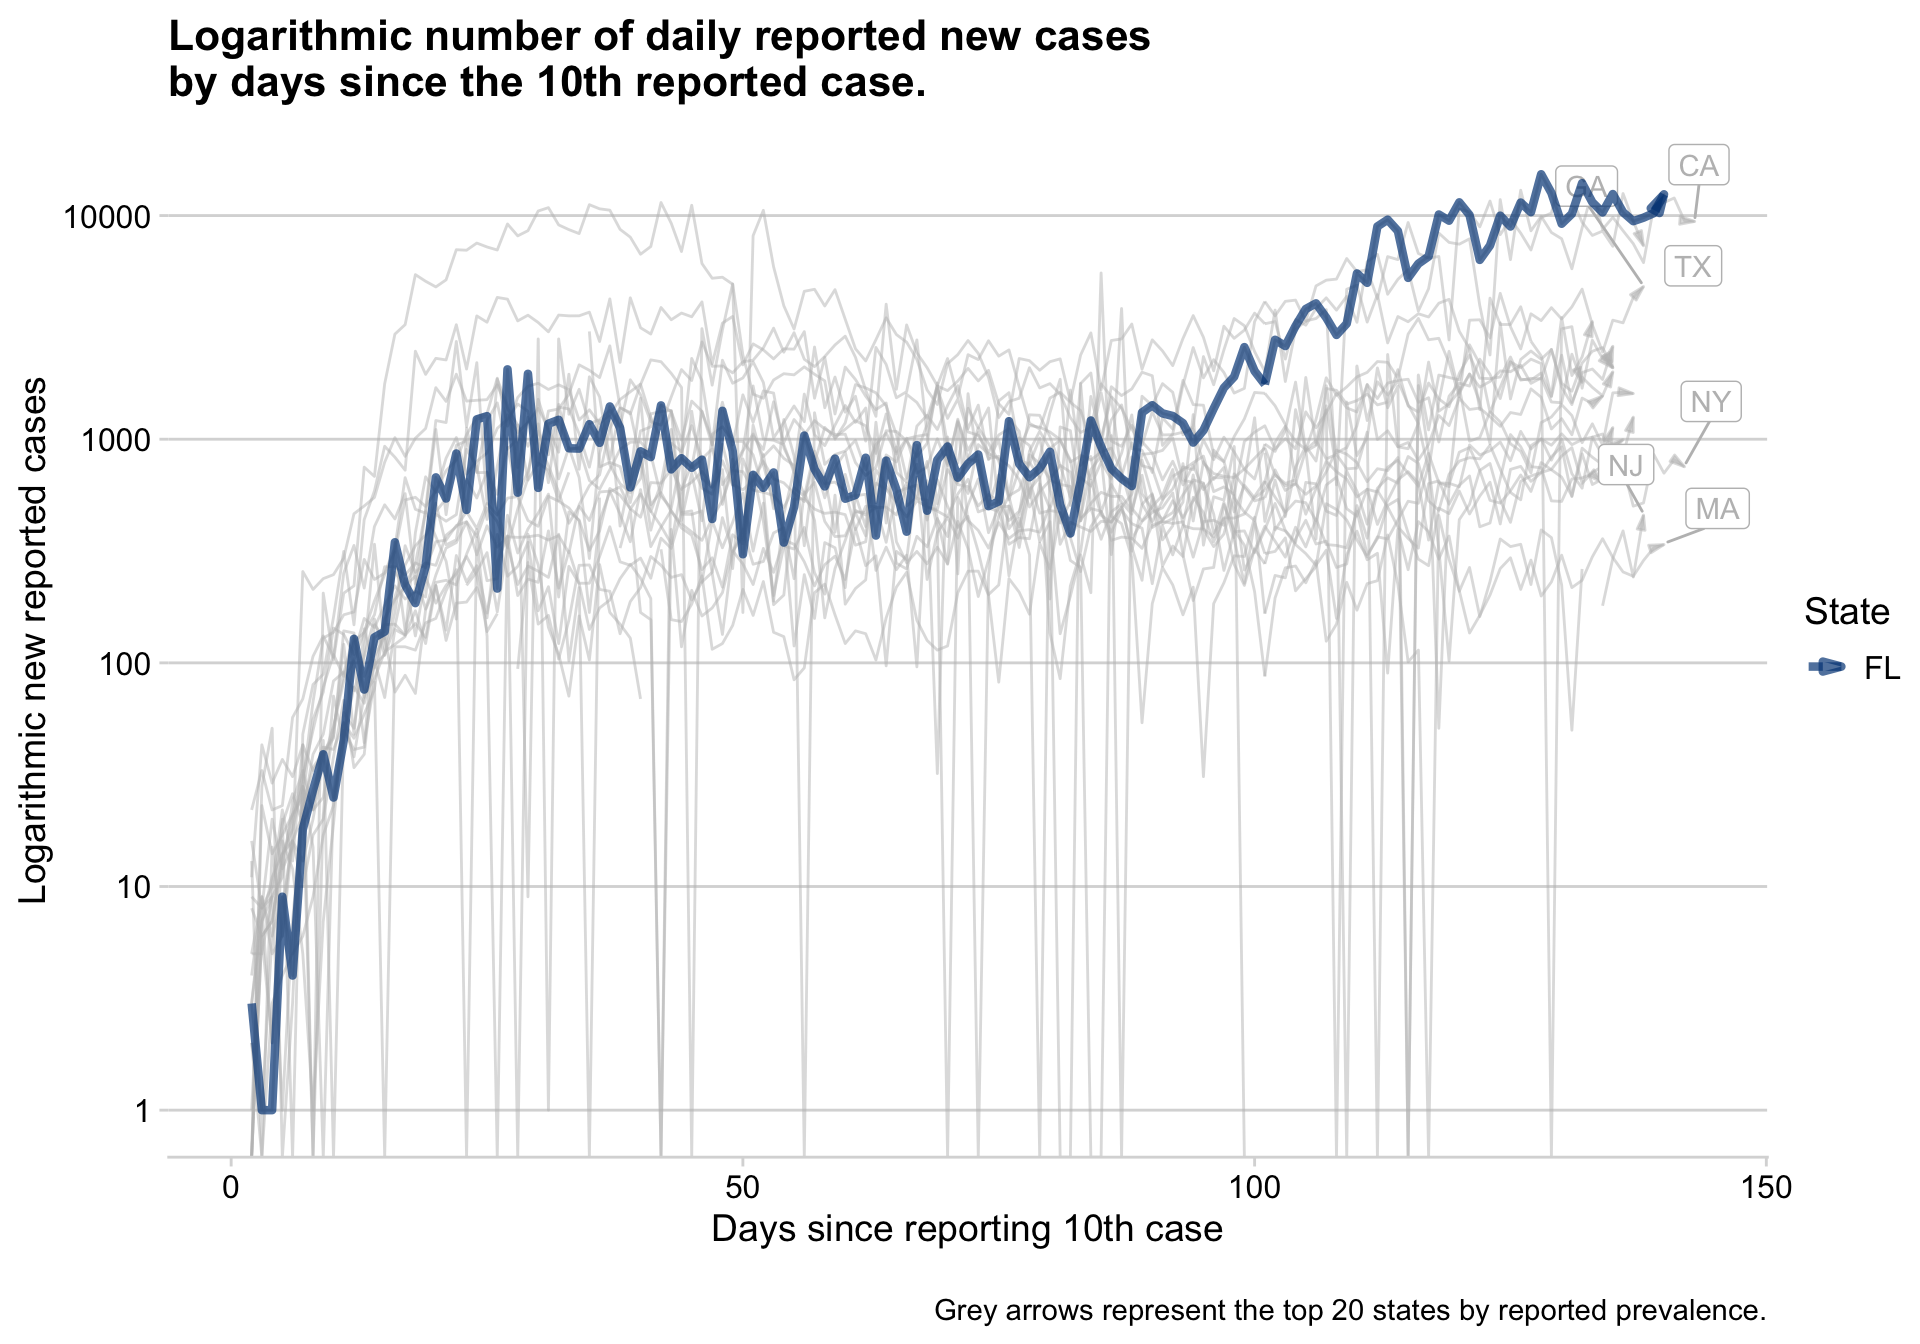 Logarithmic number of daily reported new cases
by days since the 10th reported case.
Logarithmic new reported cases
10000
1000
100
10
1
GA
CA
TX
NY
NJ
MA
State
FL
0
50
100
150
Days since reporting 10th case
Grey arrows represent the top 20 states by reported prevalence.